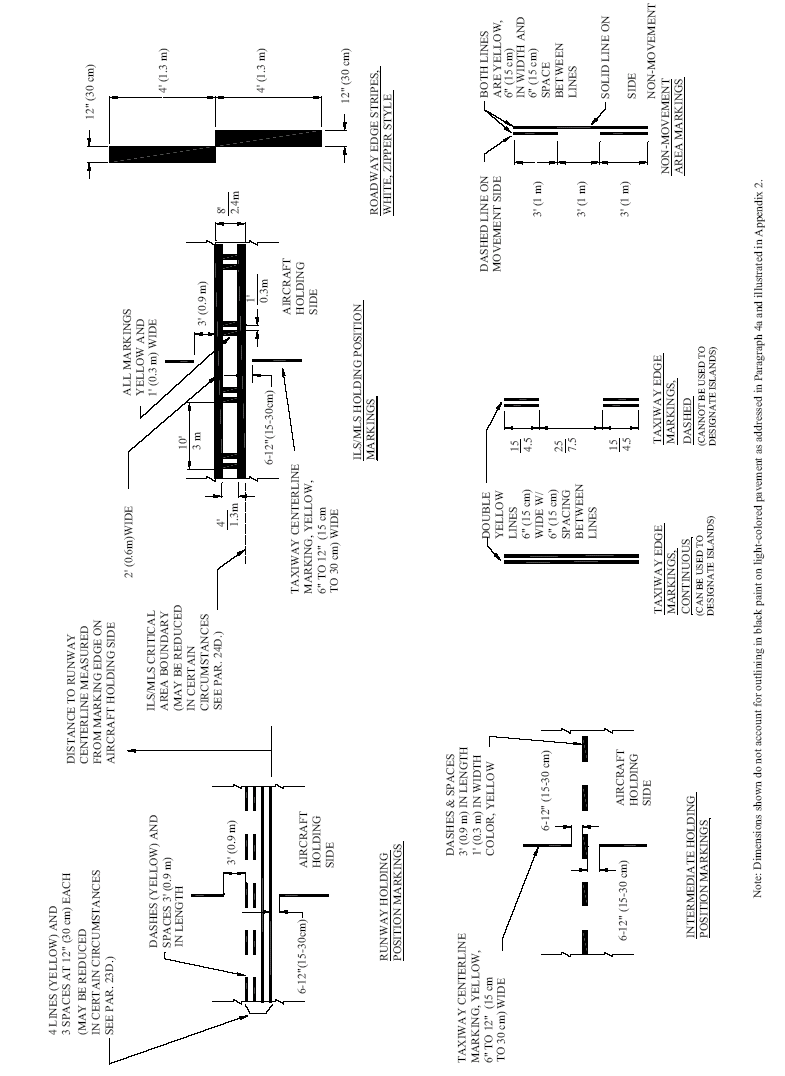 4 LINES (YELLOW) AND
3 SPACES AT 12" (30 cm) EACH
(MAY BE REDUCED
IN CERTAIN CIRCUMSTANCES
SEE PAR. 23D.)
DASHES (YELLOW) AND
SPACES 3' (0.9 m)
IN LENGTH
3' (0.9 m)
6-12"(15-30cm)
AIRCRAFT
HOLDING
SIDE
RUNWAY HOLDING
POSITION MARKINGS
DISTANCE TO RUNWAY
CENTERLINE MEASURED
FROM MARKING EDGE ON
AIRCRAFT HOLDING SIDE
ILS/MLS CRITICAL
AREA BOUNDARY
(MAY BE REDUCED
IN CERTAIN
CIRCUMSTANCES
SEE PAR. 24D.)
2' (0.6m)WIDE
ALL MARKINGS
YELLOW AND
1' (0.3 m) WIDE
10'
3 m
3' (0.9 m)
8'
2.4m
4'
1.3m
1'
0.3m
6-12"(15-30cm)
AIRCRAFT
HOLDING
SIDE
TAXIWAY CENTERLINE
MARKING, YELLOW,
6" TO 12" (15 cm
TO 30 cm) WIDE
ILS/MLS HOLDING POSITION
MARKINGS
12" (30 cm)
4' (1.3 m)
4' (1.3 m)
12" (30 cm)
ROADWAY EDGE STRIPES,
WHITE, ZIPPER STYLE
TAXIWAY CENTERLINE
MARKING, YELLOW,
6" TO 12" (15 cm
TO 30 cm) WIDE
DASHES & SPACES
3' (0.9 m) IN LENGTH
1' (0.3 m) IN WIDTH
COLOR, YELLOW
6-12" (15-30 cm)
6-12" (15-30 cm)
AIRCRAFT
HOLDING
SIDE
INTERMEDIATE HOLDING
POSITION MARKINGS
DOUBLE
YELLOW
LINES
6" (15 cm)
WIDE W/
6" (15 cm)
SPACING
BETWEEN
LINES
TAXIWAY EDGE
MARKINGS,
CONTINUOUS
(CAN BE USED TO
DESIGNATE ISLANDS)
15
4.5
25
7.5
15
4.5
TAXIWAY EDGE
MARKINGS,
DASHED
(CANNOT BE USED TO
DESIGNATE ISLANDS)
DASHED LINE ON
MOVEMENT SIDE
3' (1 m)
3' (1 m)
3' (1 m)
BOTH LINES
ARE YELLOW,
6" (15 cm)
IN WIDTH AND
6" (15 cm)
SPACE
BETWEEN
LINES
SOLID LINE ON
SIDE
NON-MOVEMENT
NON-MOVEMENT
AREA MARKINGS
Note: Dimensions shown do not account for outlining in black paint on light-colored pavement as addressed in Paragraph 4a and illustrated in Appendix 2.